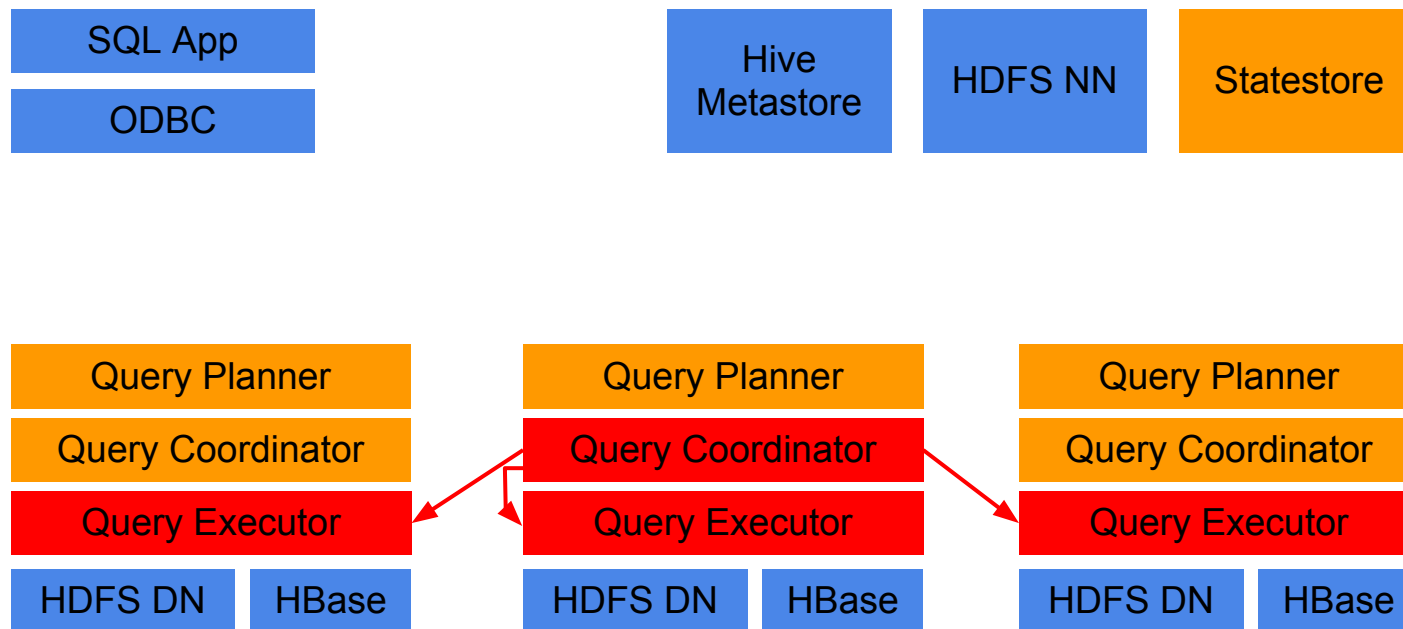 SQL App
ODBC
Hive
Metastore
HDFS NN
Statestore
Query Planner
Query Coordinator
Query Executor
HDFS DN
HBase
Query Planner
Query Coordinator
Query Executor
HDFS DN
HBase
Query Planner
Query Coordinator
Query Executor
HDFS DN
HBase